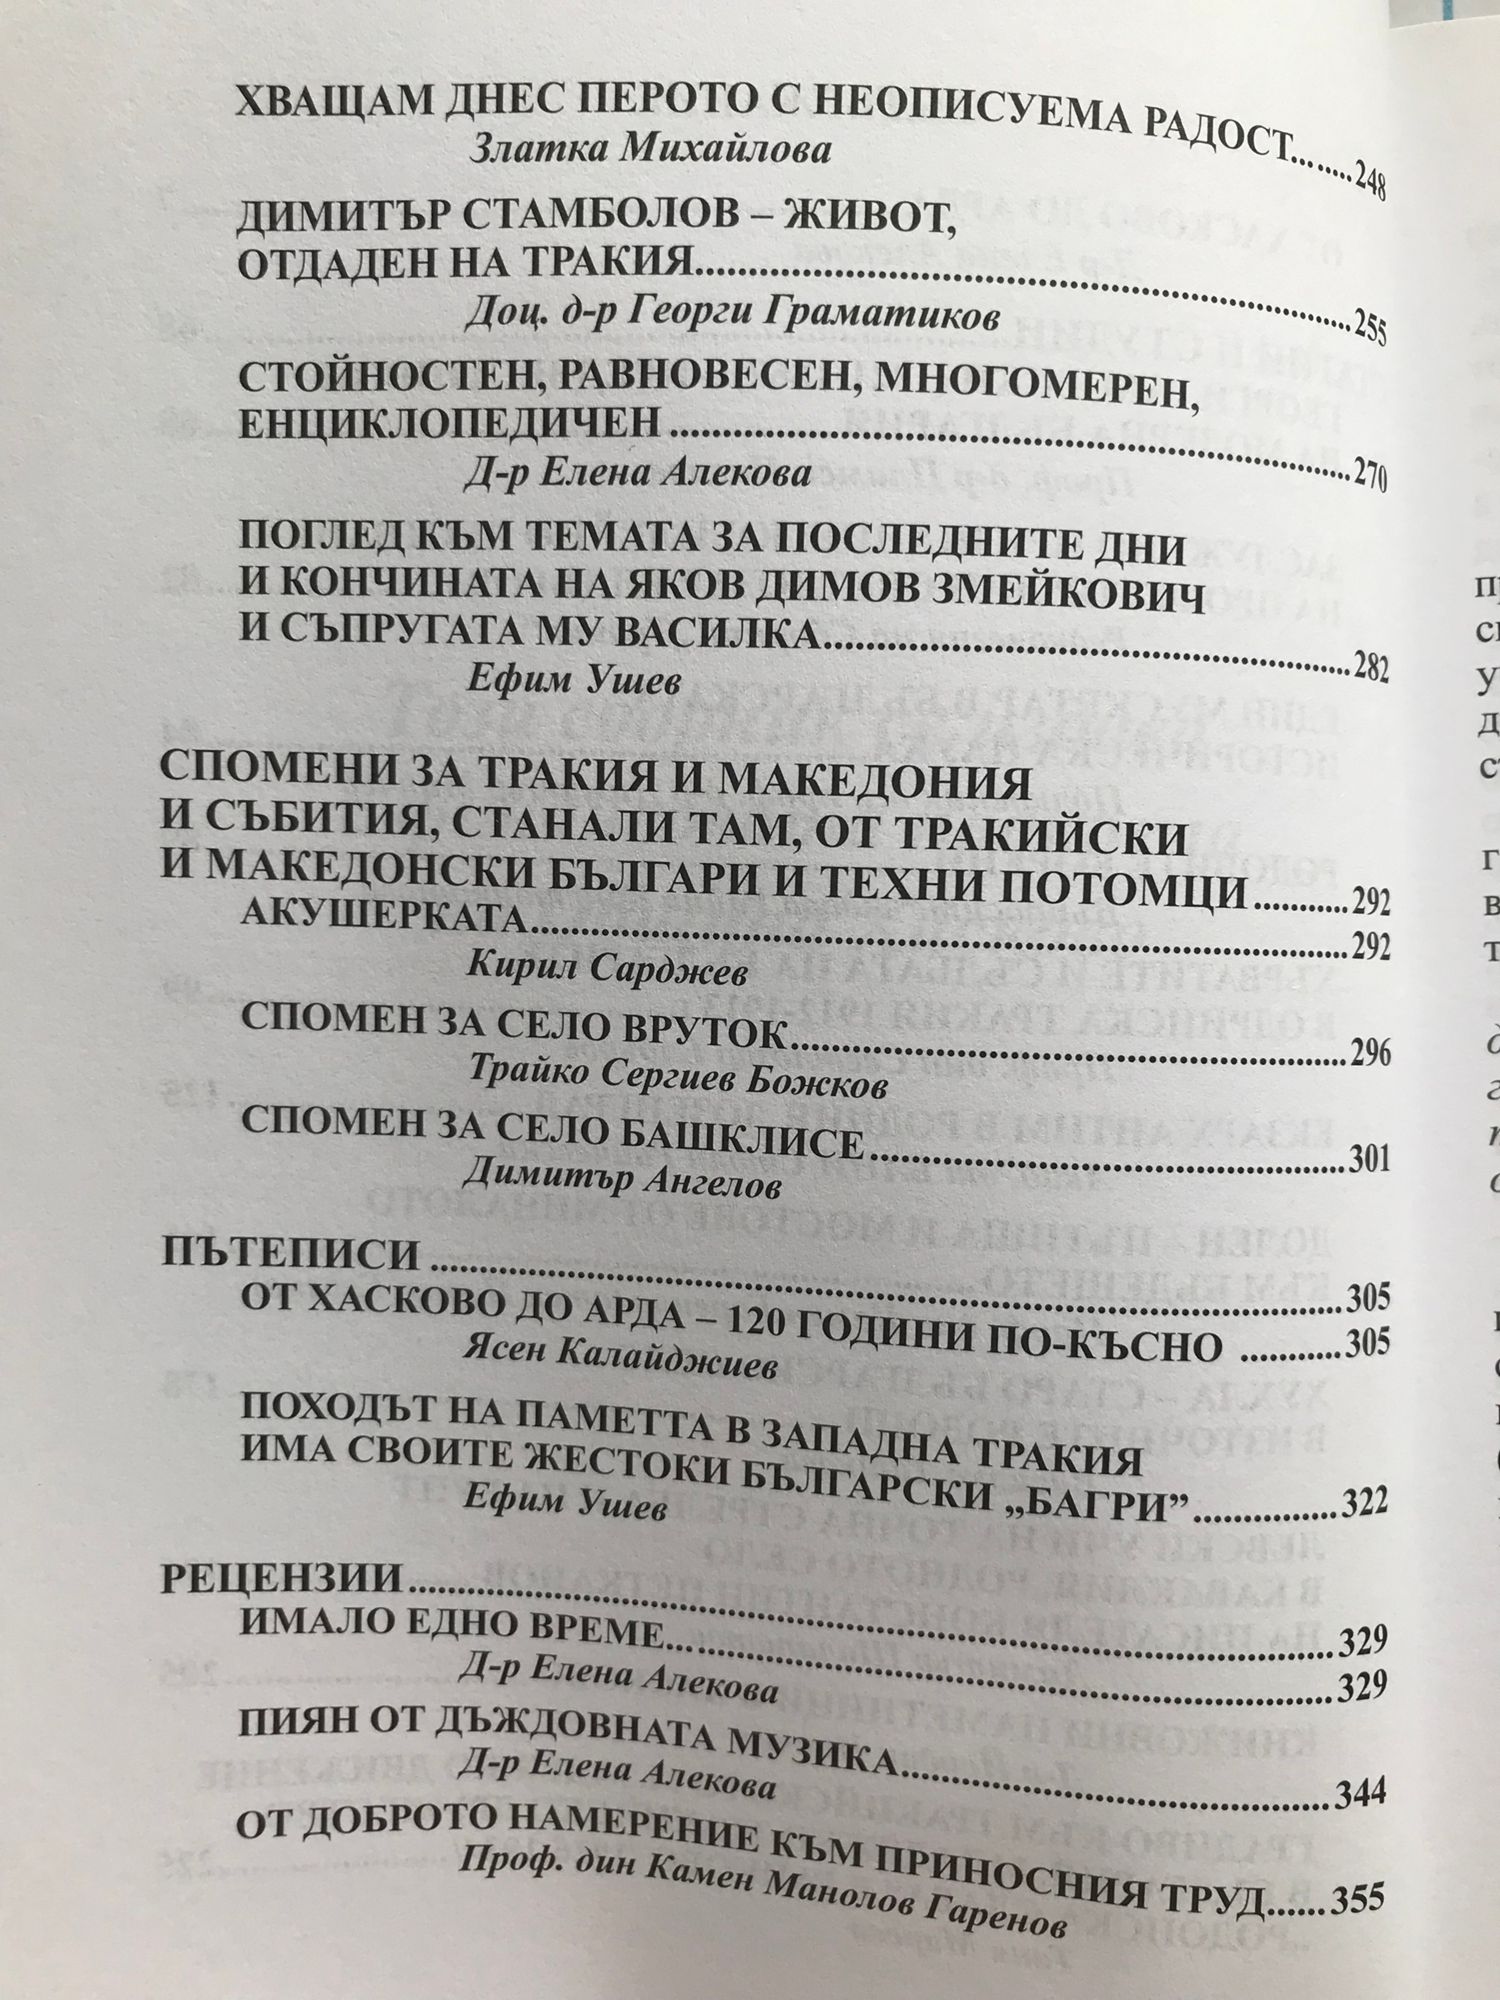 ХВАЩАМ ДНЕС ПЕРОТО С НЕОПИСУЕМА РАДОСТ........248
Златка Михайлова
ДИМИТЪР СТАМБОЛОВ – ЖИВОТ,
ОТДАДЕН НА ТРАКИЯ..........255
Доц. д-р Георги Граматиков
СТОЙНОСТЕН, РАВНОВЕСЕН, МНОГОМЕРЕН,
ЕНЦИКЛОПЕДИЧЕН ..........270
Д-р Елена Алекова
ПОГЛЕД КЪМ ТЕМАТА ЗА ПОСЛЕДНИТЕ ДНИ
И КОНЧИНАТА НА ЯКОВ ДИМОВ ЗМЕЙКОВИЧ
И СЪПРУГАТА МУ ВАСИЛКА..........282
Ефим Ушев
СПОМЕНИ ЗА ТРАКИЯ И МАКЕДОНИЯ
И СЪБИТИЯ, СТАНАЛИ ТАМ, ОТ ТРАКИЙСКИ
И МАКЕДОНСКИ БЪЛГАРИ И ТЕХНИ ПОТОМЦИ ..........292
АКУШЕРКАТА..........292
Кирил Сарджев
СПОМЕН ЗА СЕЛО ВРУТОК..........296
Трайко Сергиев Божков
СПОМЕН ЗА СЕЛО БАШКЛИСЕ..........301
Димитър Ангелов
ПЪТЕПИСИ ..........305
ОТ ХАСКОВО ДО АРДА – 120 ГОДИНИ ПО-КЪСНО ..........305
Ясен Калайджиев
ПОХОДЪТ НА ПАМЕТТА В ЗАПАДНА ТРАКИЯ
ИМА СВОИТЕ ЖЕСТОКИ БЪЛГАРСКИ „БАГРИ”..........322
Ефим Ушев
РЕЦЕНЗИИ..........329
ИМАЛО ЕДНО ВРЕМЕ..........329
Д-р Елена Алекова
ПИЯН ОТ ДЪЖДОВНАТА МУЗИКА..........344
Д-р Елена Алекова
ОТ ДОБРОТО НАМЕРЕНИЕ КЪМ ПРИНОСНИЯ ТРУД......355
Проф. дин Камен Манолов Гаренов